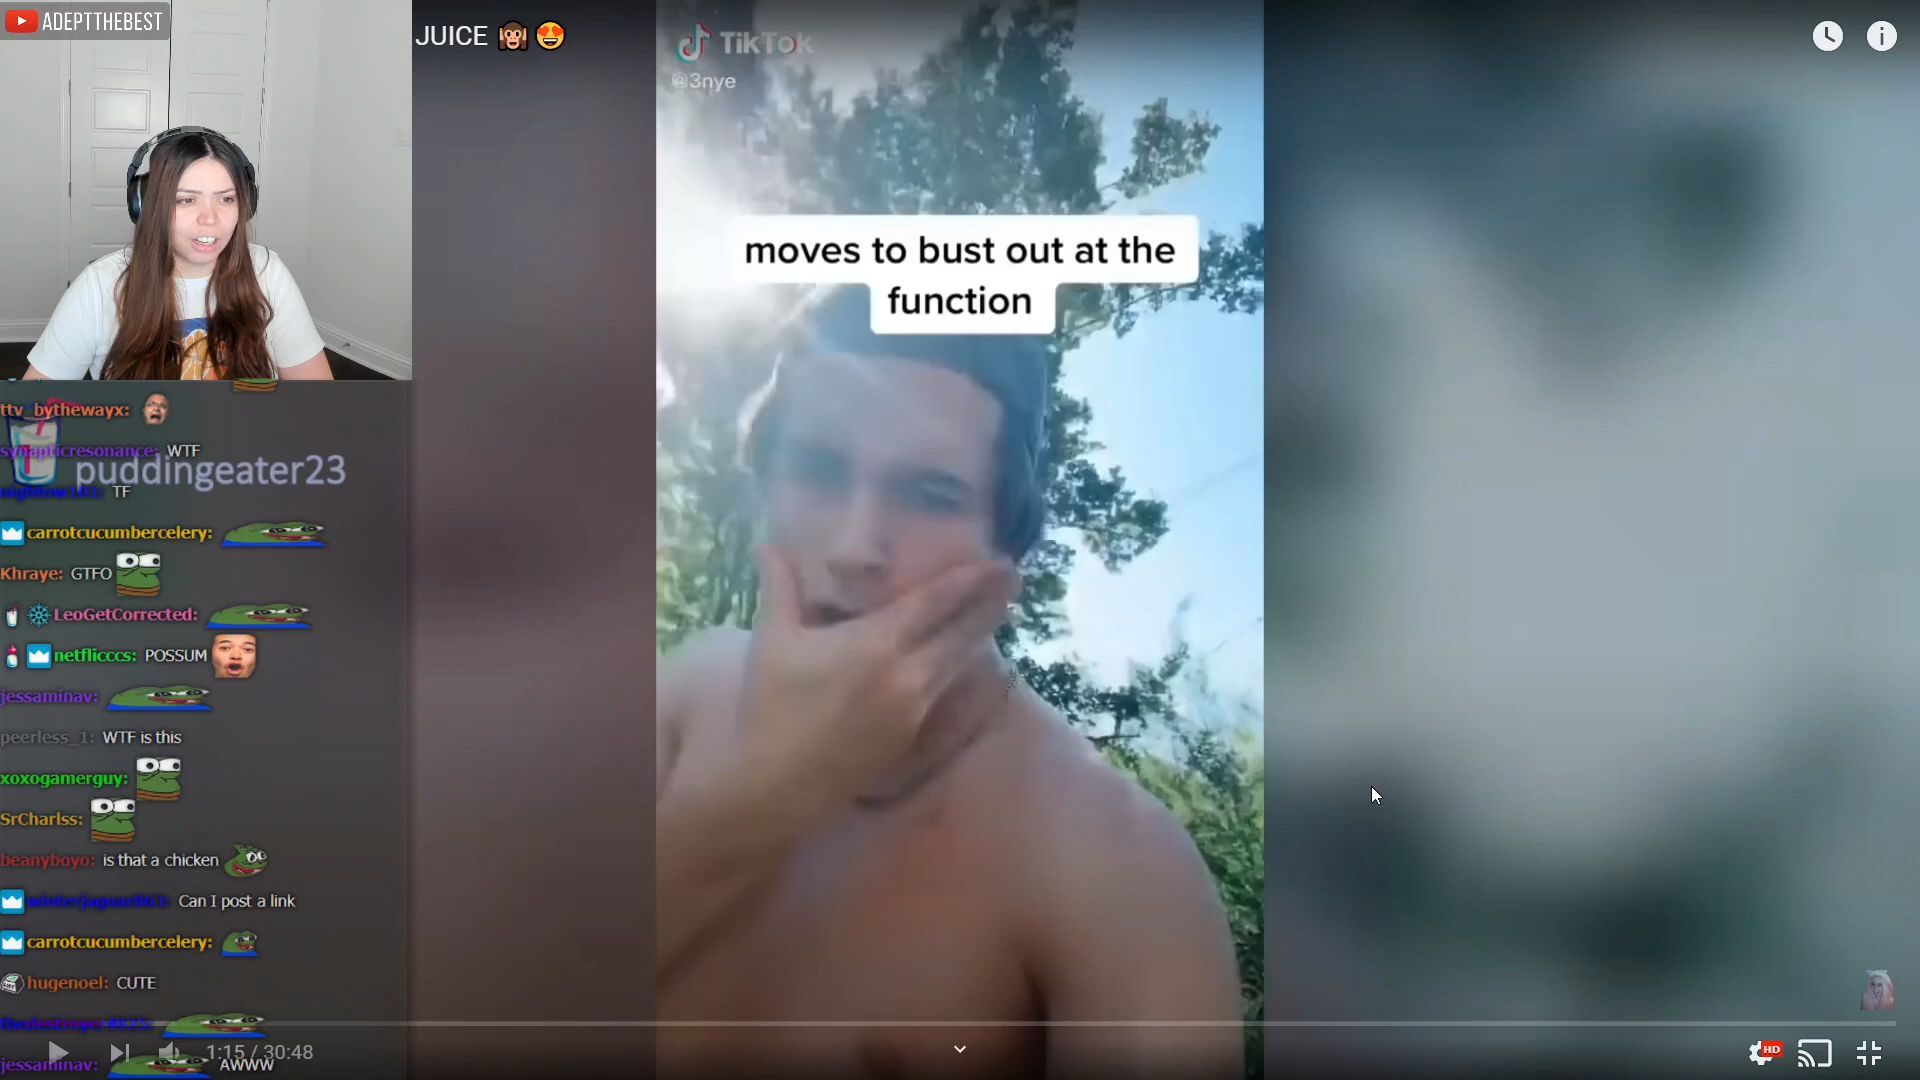 ADEPTTHEBEST
JUICE
TikTok
@3nye
moves to bust out at the
function
ttv_bythewayx:
synapticresonance: WTF
puddingeater23
TF
carrotcucumbercelery:
Khraye: GTFO
LeoGetCorrected:
netflicccs: POSSUM
jessaminav:
peerless_1: WTF is this
xoxogamerguy:
SrCharlss:
beanyboyo: is that a chicken
Can I post a link
carrotcucumbercelery:
hugenoel: CUTE
1:15 / 30:48
HD
jessaminav: AWWW